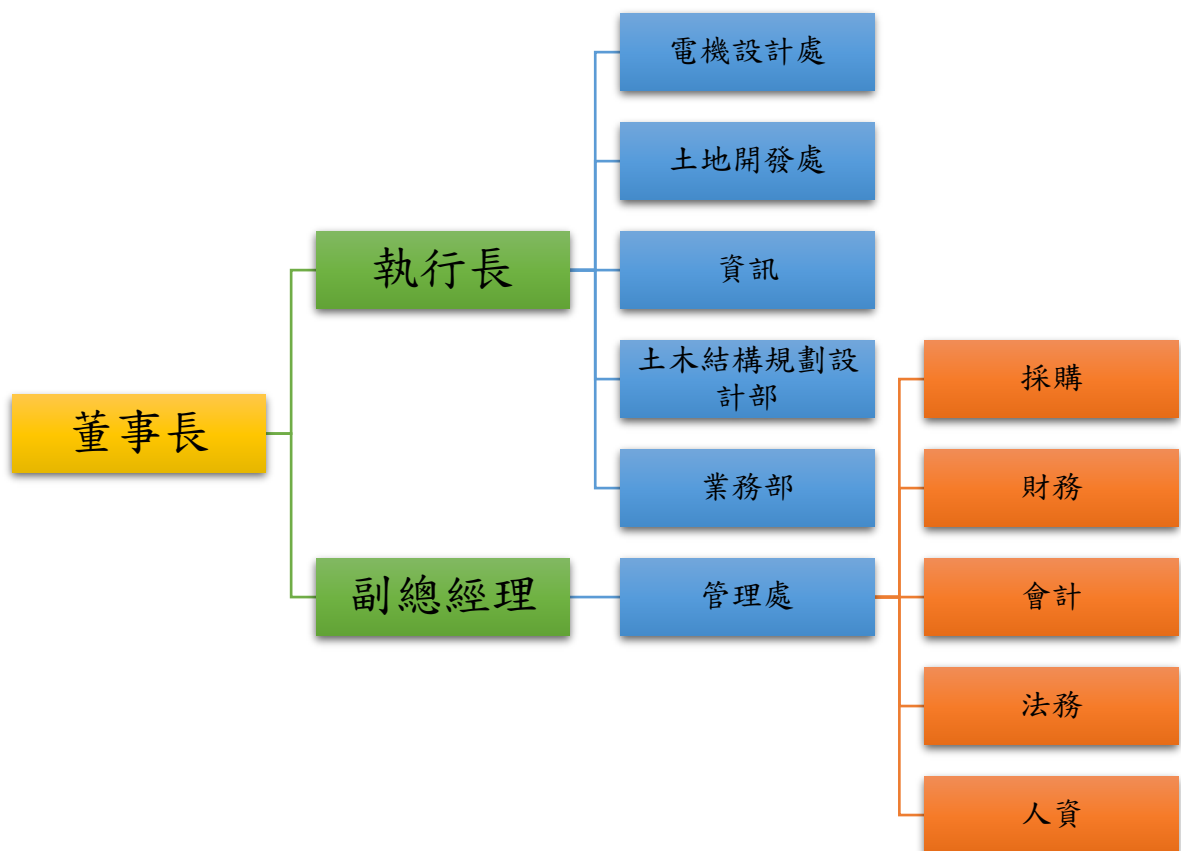 董事長
執行長
電機設計處
土地開發處
資訊
土木結構規劃設
計部
業務部
副總經理
管理處
採購
財務
會計
法務
人資